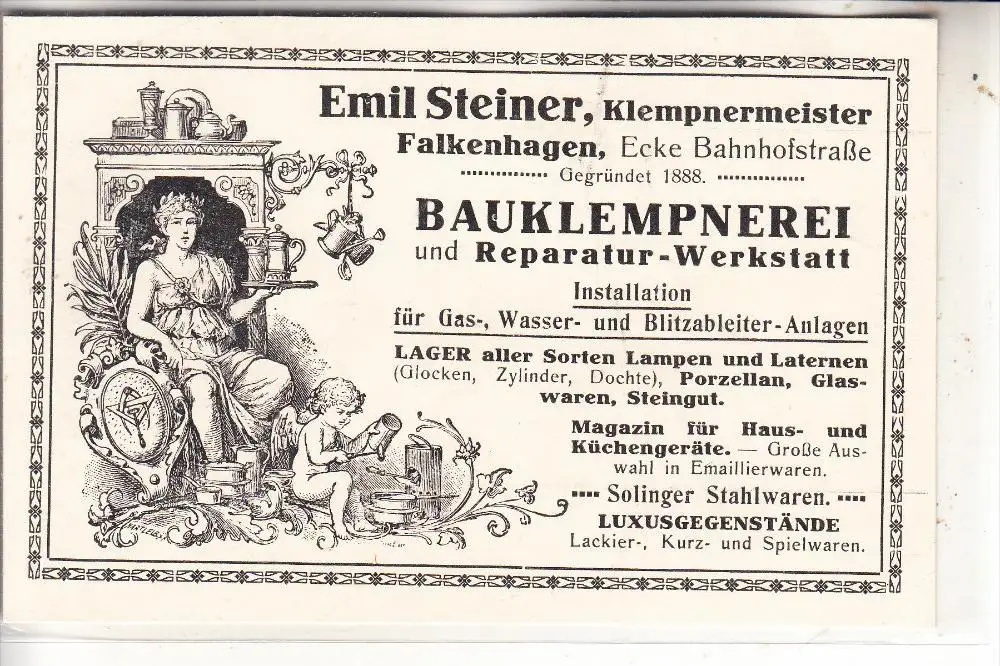 Emil Steiner, Klempnermeister
Falkenhagen, Ecke Bahnhofstraße
Gegründet 1888.
BAUKLEMPNEREI
und Reparatur-Werkstatt
Installation
für Gas-, Wasser- und Blitzableiter-Anlagen
LAGER aller Sorten Lampen und Laternen
(Glocken, Zylinder, Dochte), Porzellan, Glas-
waren, Steingut.
Magazin für Haus- und
Küchengeräte. — Große Aus-
wahl in Emaillierwaren.
Solinger Stahlwaren.
LUXUSGEGENSTÄNDE
Lackier-, Kurz- und Spielwaren.